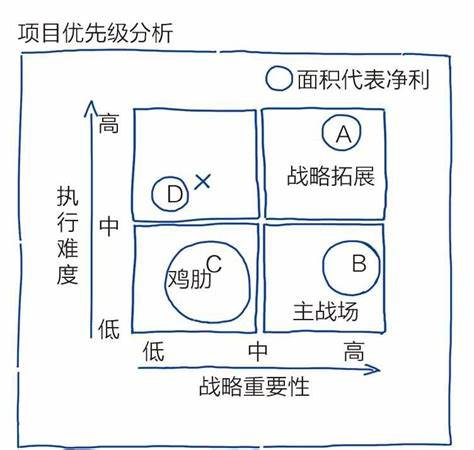 项目优先级分析
面积代表净利
高
A
战略拓展
D ×
执行难度
中
C
鸡肋
B
主战场
低
低 中 高
战略重要性